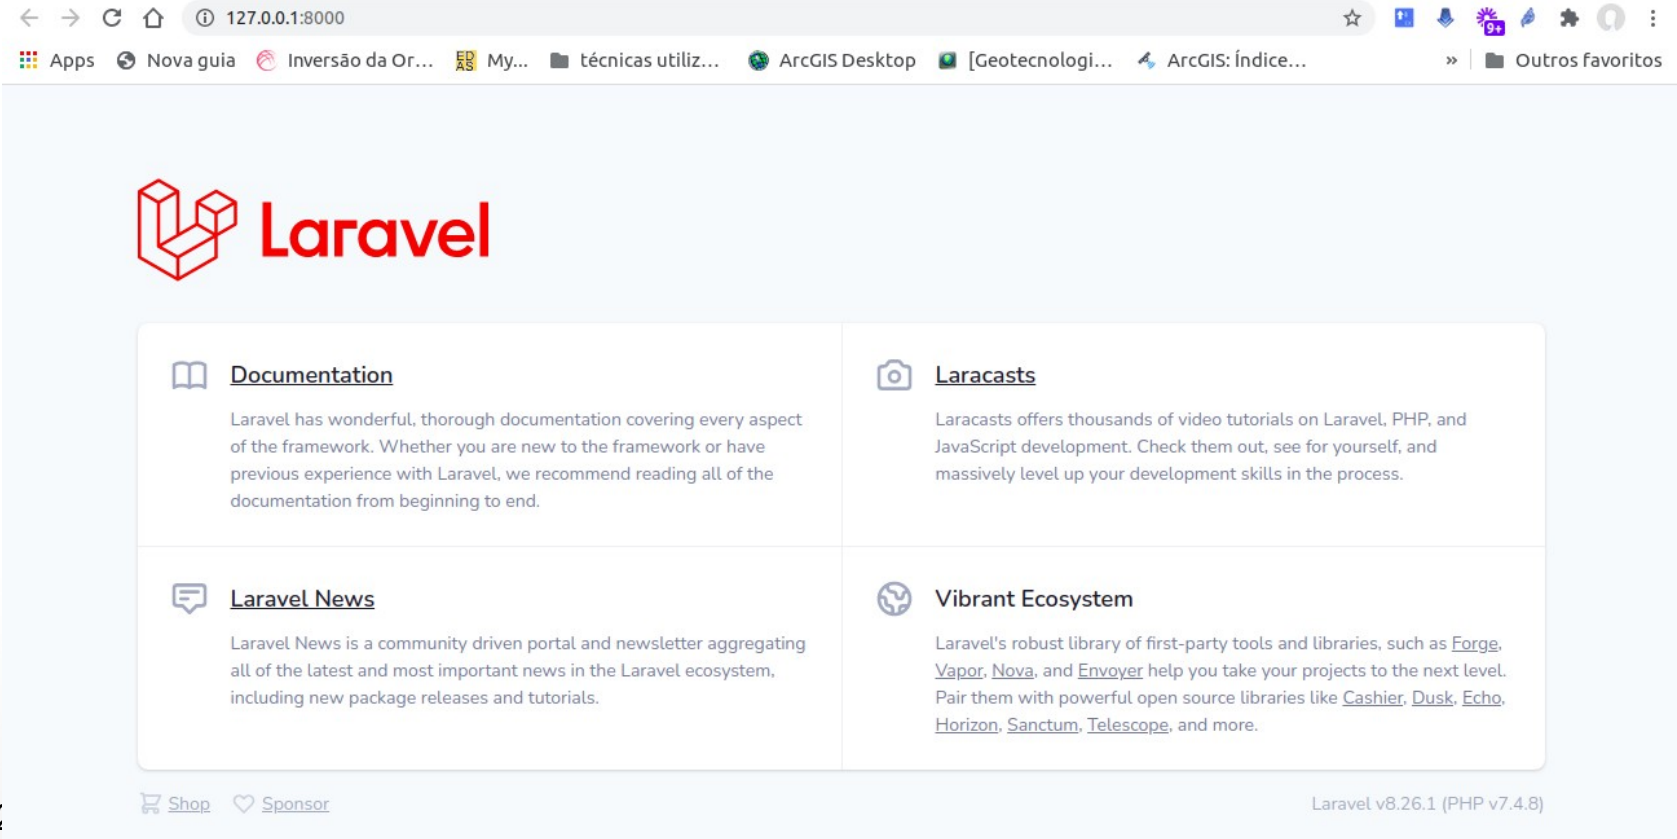 127.0.0.1:8000
9+
Apps Nova guia Inversão da Or... EDAS My... técnicas utiliz... ArcGIS Desktop [Geotecnologi... ArcGIS: Índice... » Outros favoritos
Laravel
Documentation
Laravel has wonderful, thorough documentation covering every aspect
of the framework. Whether you are new to the framework or have
previous experience with Laravel, we recommend reading all of the
documentation from beginning to end.
Laracasts
Laracasts offers thousands of video tutorials on Laravel, PHP, and
JavaScript development. Check them out, see for yourself, and
massively level up your development skills in the process.
Laravel News
Laravel News is a community driven portal and newsletter aggregating
all of the latest and most important news in the Laravel ecosystem,
including new package releases and tutorials.
Vibrant Ecosystem
Laravel's robust library of first-party tools and libraries, such as Forge,
Vapor, Nova, and Envoyer help you take your projects to the next level.
Pair them with powerful open source libraries like Cashier, Dusk, Echo,
Horizon, Sanctum, Telescope, and more.
Shop Sponsor
Laravel v8.26.1 (PHP v7.4.8)